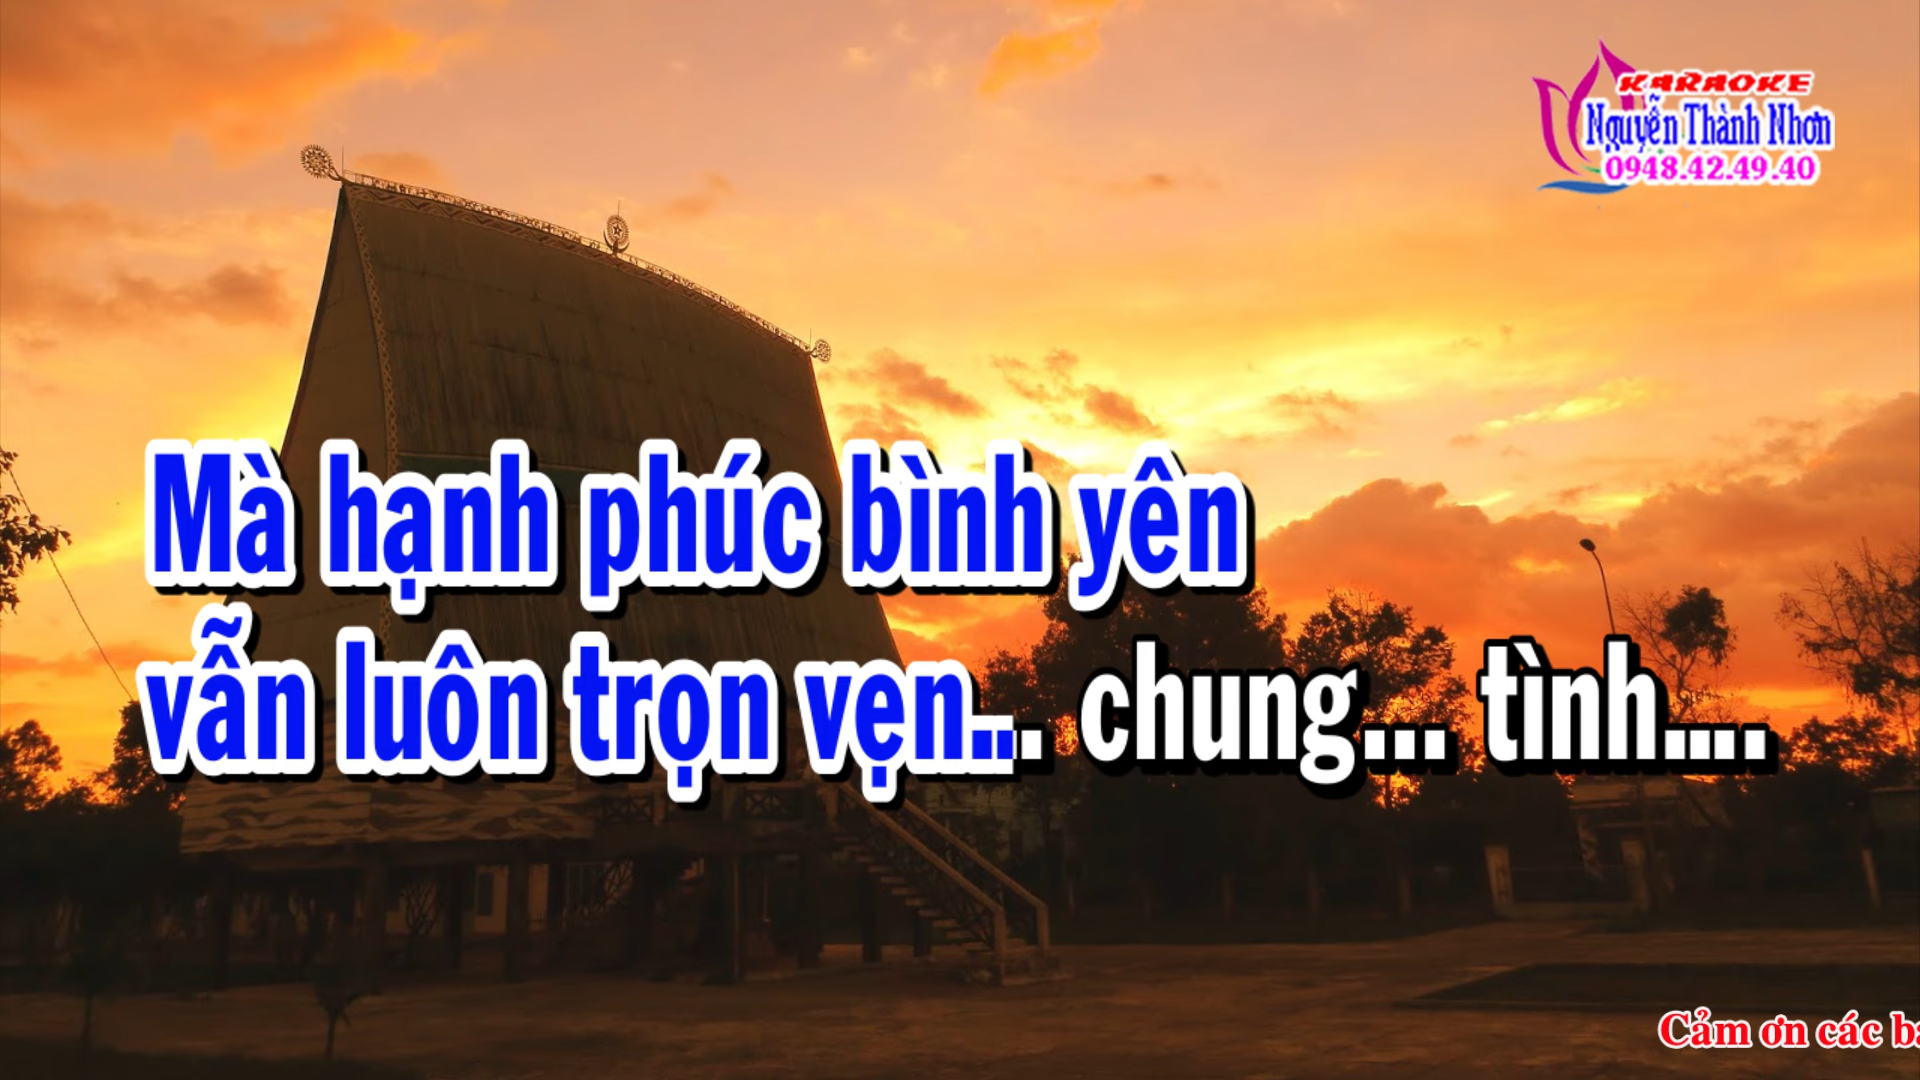 KARAOKE
Nguyễn Thành Nhơn
0948.42.49.40
Mà hạnh phúc bình yên
vẫn luôn trọn vẹn... chung... tình....
Cảm ơn các